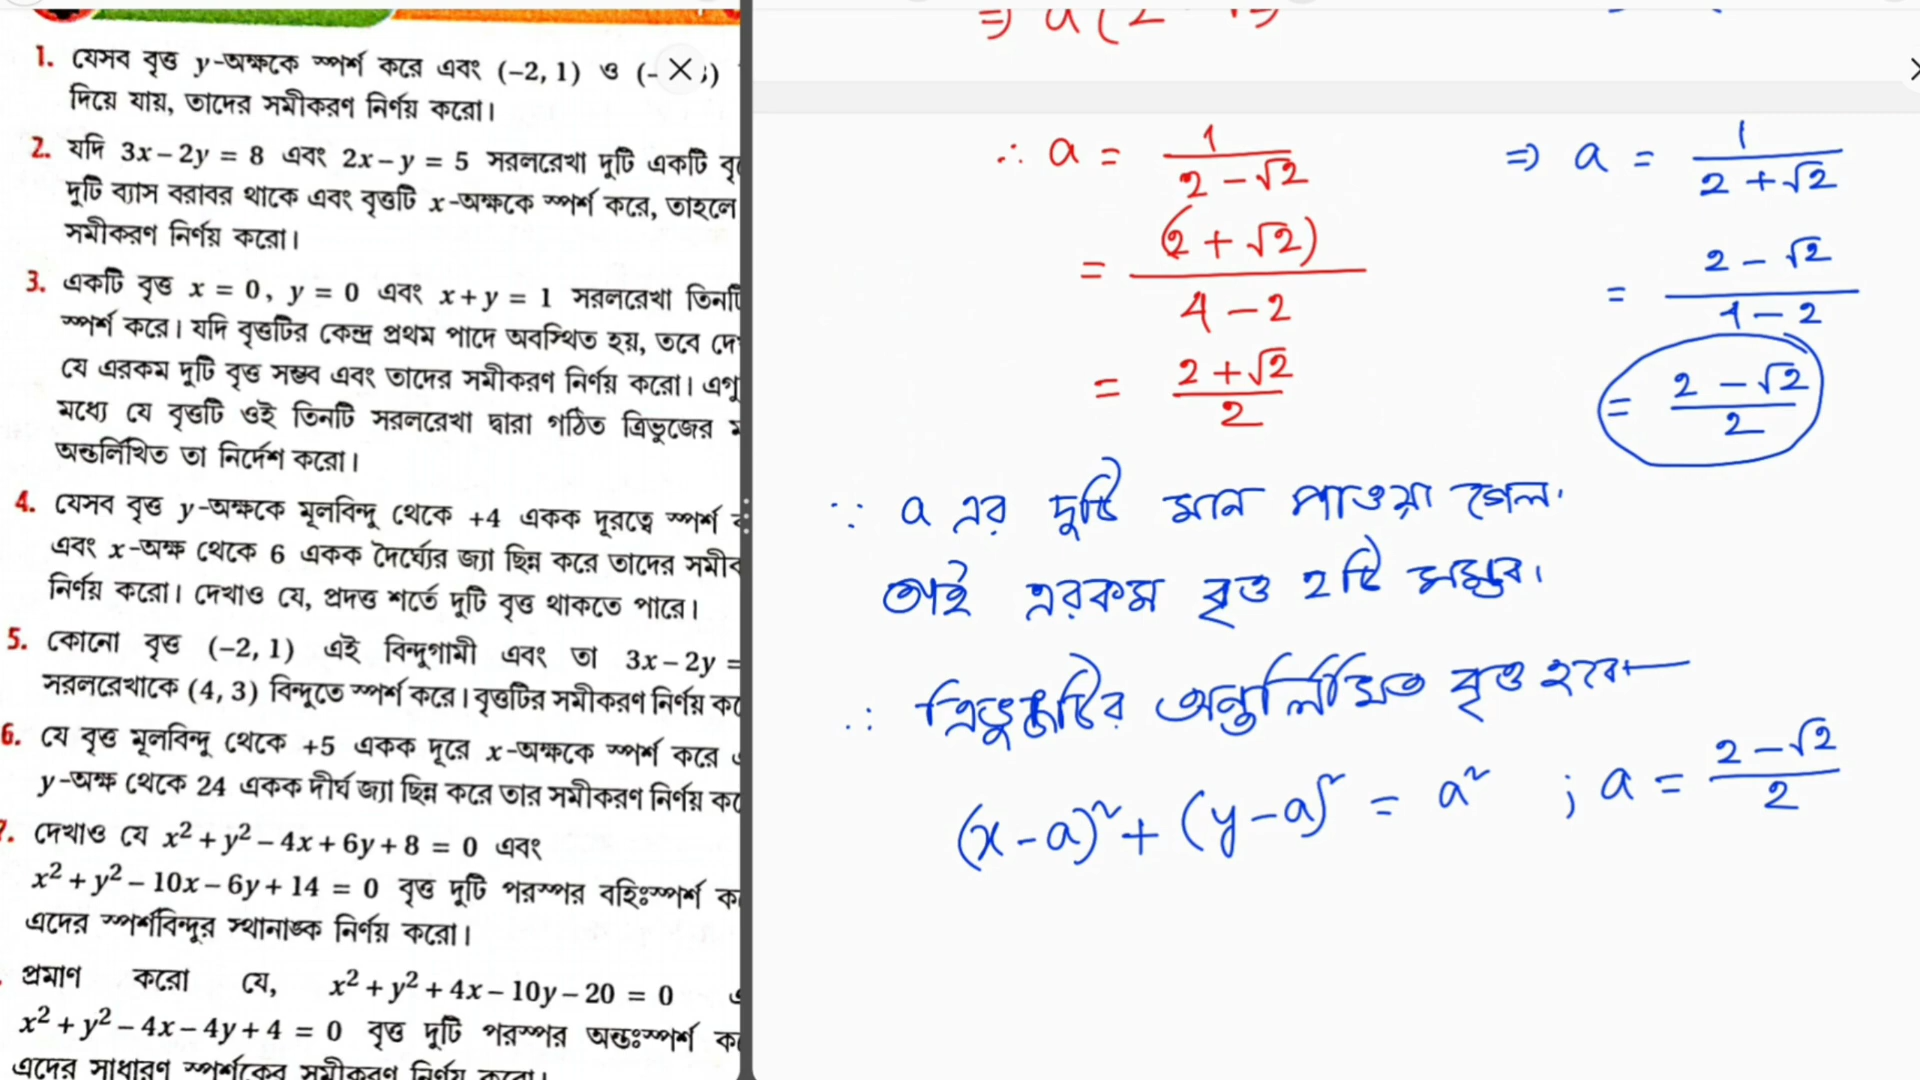 1. যেসব বৃত্ত y-অক্ষকে স্পর্শ করে এবং (−2, 1) ও (−
দিয়ে যায়, তাদের সমীকরণ নির্ণয় করো।
2. যদি 3x − 2y = 8 এবং 2x − y = 5 সরলরেখা দুটি একটি
দুটি ব্যাস বরাবর থাকে এবং বৃত্তটি x-অক্ষকে স্পর্শ করে, তাহলে
সমীকরণ নির্ণয় করো।
3. একটি বৃত্ত x = 0, y = 0 এবং x + y = 1 সরলরেখা
স্পর্শ করে। যদি বৃত্তটির কেন্দ্র প্রথম পাদে অবস্থিত হয়, তবে
যে এরকম দুটি বৃত্ত সম্ভব এবং তাদের সমীকরণ নির্ণয় করো।
মধ্যে যে বৃত্তটি ওই তিনটি সরলরেখা দ্বারা গঠিত ত্রিভুজের
অন্তর্লিখিত তা নির্দেশ করো।
4. যেসব বৃত্ত y-অক্ষকে মূলবিন্দু থেকে +4 একক দূরত্বে স্পর্শ
এবং x-অক্ষ থেকে 6 একক দৈর্ঘ্যের জ্যা ছিন্ন করে তাদের
নির্ণয় করো। দেখাও যে, প্রদত্ত শর্তে দুটি বৃত্ত থাকতে পারে।
5. কোনো বৃত্ত (−2, 1) এই বিন্দুগামী এবং তা 3x − 2y =
সরলরেখাকে (4, 3) বিন্দুতে স্পর্শ করে। বৃত্তটির সমীকরণ নির্ণয়
6. যে বৃত্ত মূলবিন্দু থেকে +5 একক দূরে x-অক্ষকে স্পর্শ করে
y-অক্ষ থেকে 24 একক দীর্ঘ জ্যা ছিন্ন করে তার সমীকরণ নির্ণয়
7. দেখাও যে x² + y² − 4x + 6y + 8 = 0 এবং
x² + y² − 10x − 6y + 14 = 0 বৃত্ত দুটি পরস্পর বহিঃস্পর্শ
এদের স্পর্শবিন্দুর স্থানাঙ্ক নির্ণয় করো।
প্রমাণ করো যে, x² + y² + 4x − 10y − 20 = 0
x² + y² − 4x − 4y + 4 = 0 বৃত্ত দুটি পরস্পর অন্তঃস্পর্শ
এদের সাধারণ স্পর্শকের সমীকরণ নির্ণয় করো।
∴ a = 1/(2 − √2)
= (2 + √2)/(4 − 2)
= (2 + √2)/2
⇒ a = 1/(2 + √2)
= (2 − √2)/(4 − 2)
= (2 − √2)/2
∵ a এর দুটি মান পাওয়া গেল।
তাই এরকম বৃত্ত ২টি সম্ভব।
∴ ত্রিভুজটির অন্তর্লিখিত বৃত্ত হবে—
(x − a)² + (y − a)² = a² ; a = (2 − √2)/2